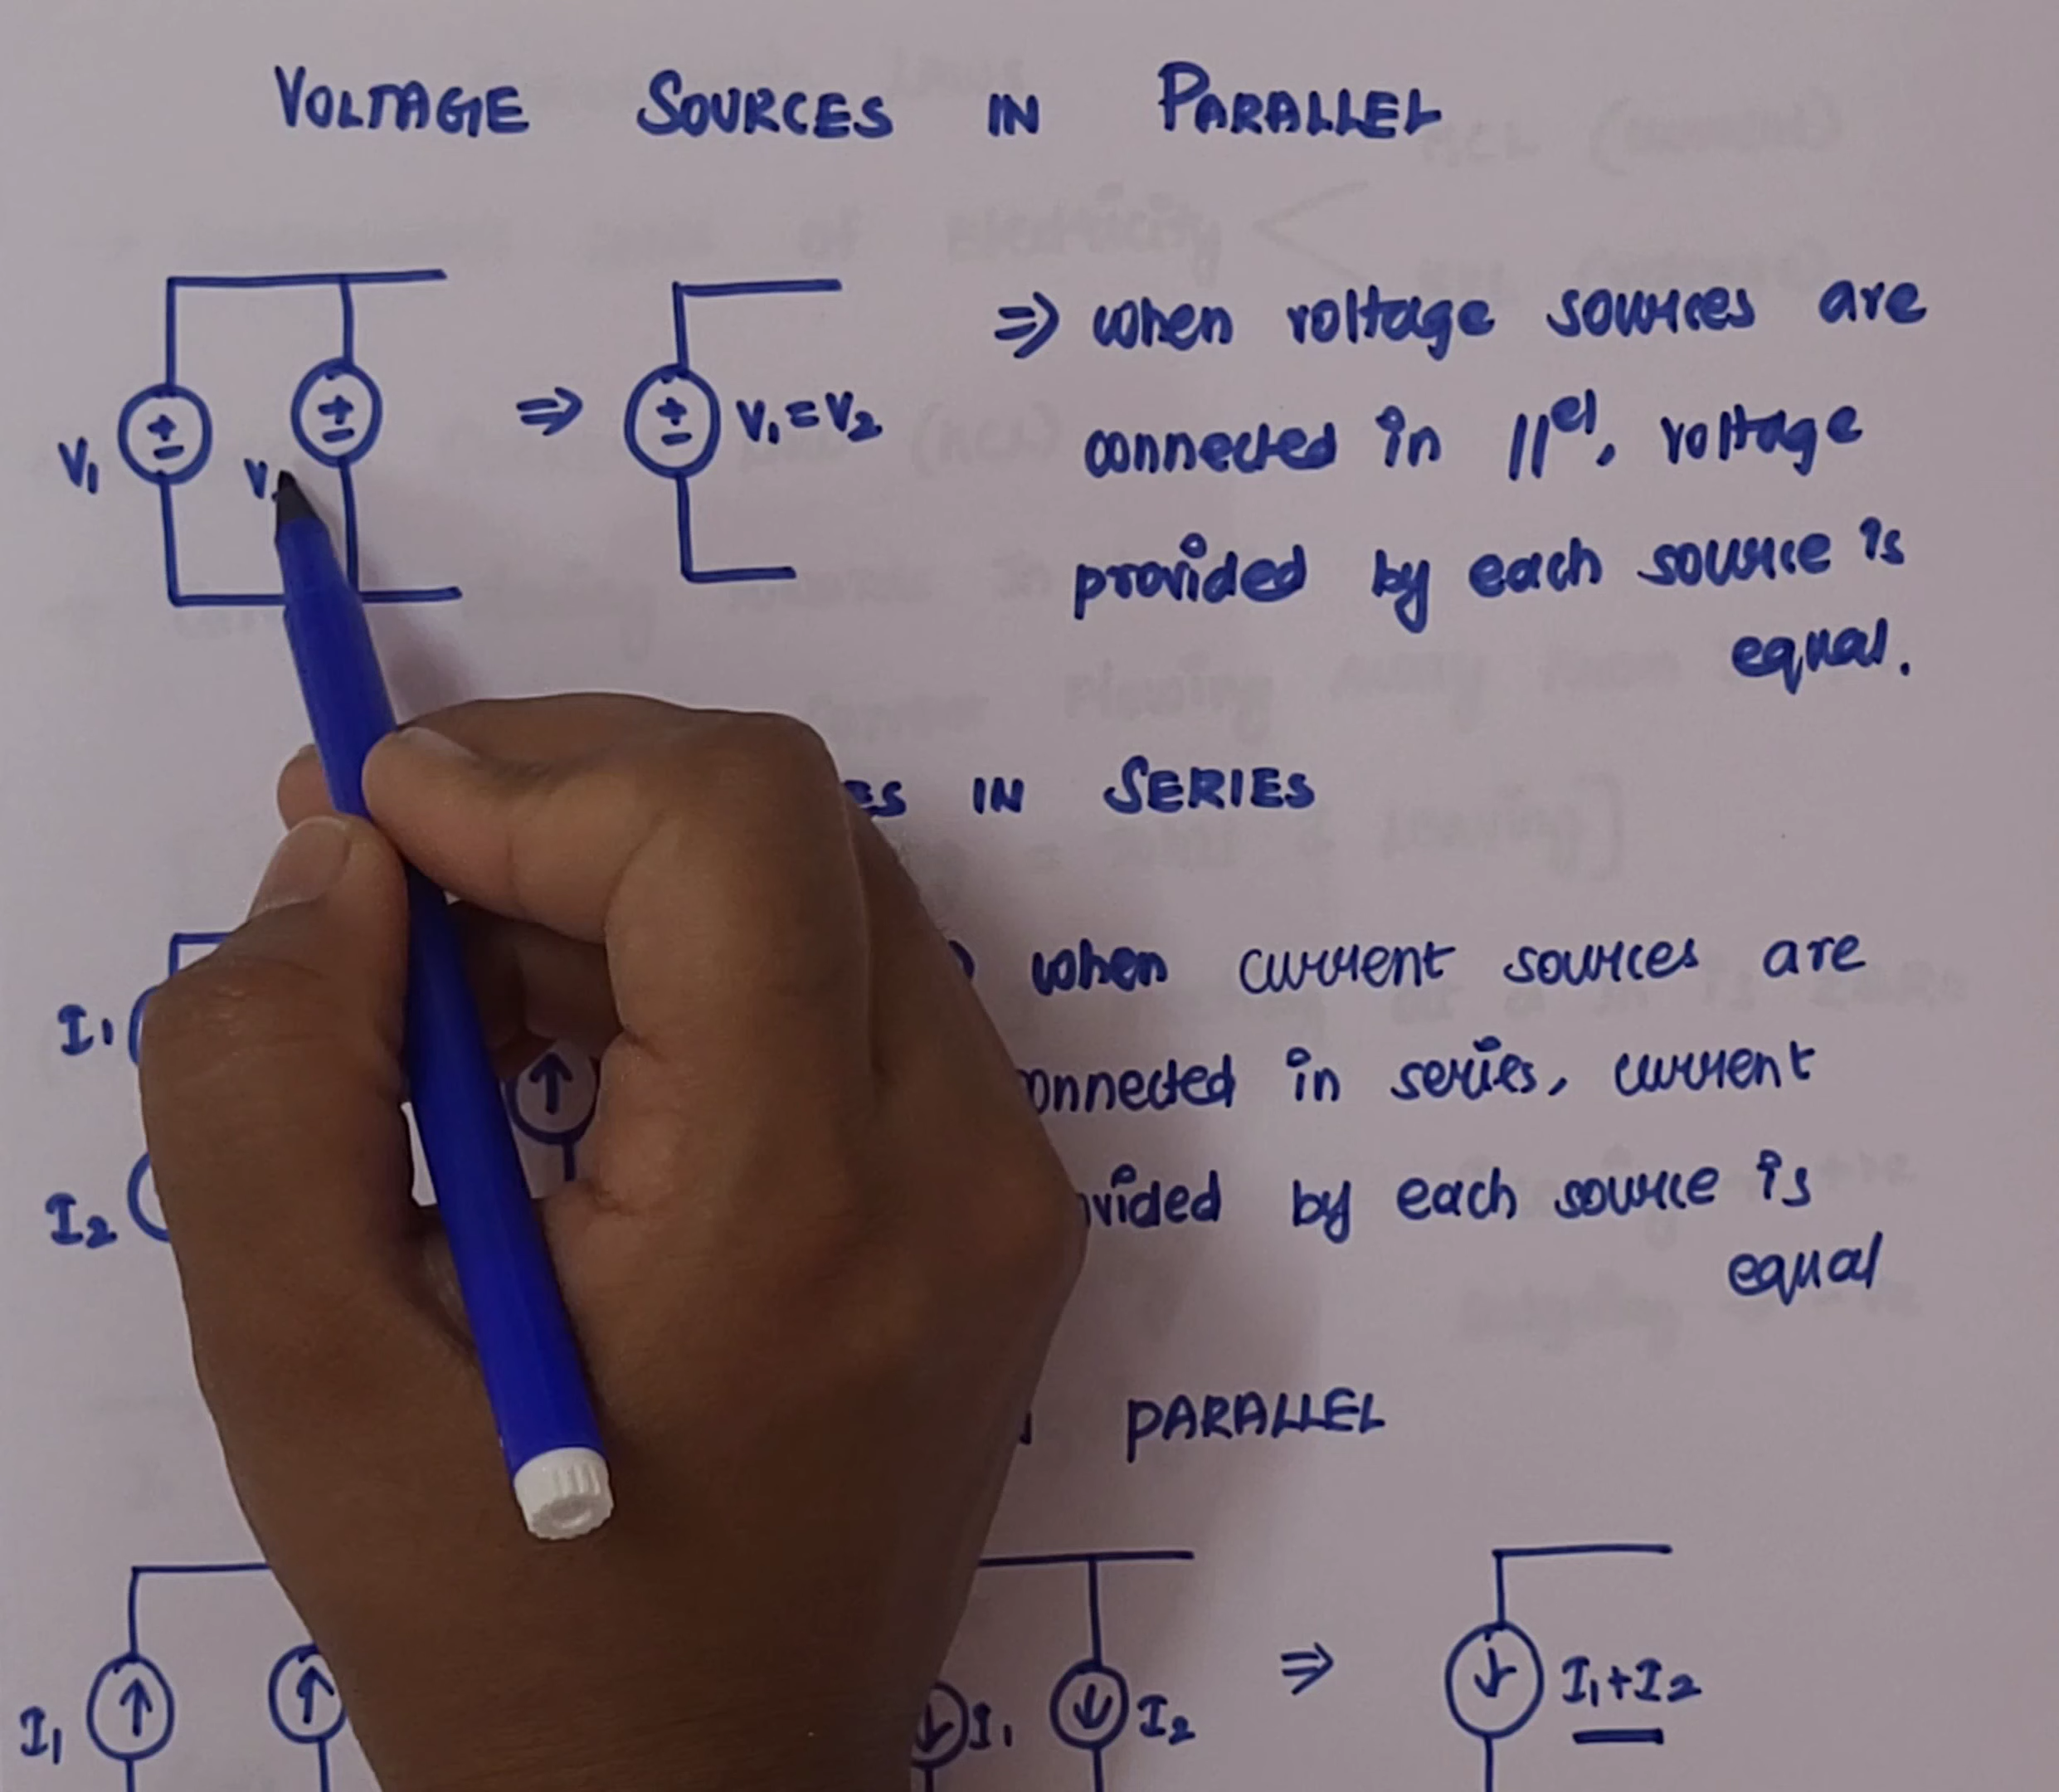 VOLTAGE SOURCES IN PARALLEL
V₁
⇒
V₁=V₂
⇒ when voltage sources are
connected in ||el, voltage
provided by each source is
equal.
IN SERIES
I₁
I₂
when current sources are
in series, current
by each source is
equal
PARALLEL
I₁
I₁
I₂
⇒
I₁+I₂